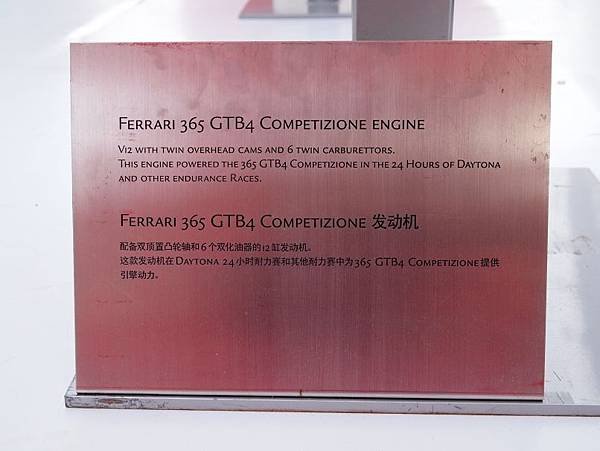 Ferrari 365 GTB4 Competizione engine
V12 with twin overhead cams and 6 twin carburettors.
This engine powered the 365 GTB4 Competizione in the 24 Hours of Daytona
and other endurance Races.
Ferrari 365 GTB4 Competizione 发动机
配备双顶置凸轮轴和6个双化油器的12缸发动机。
这款发动机在Daytona 24小时耐力赛和其他耐力赛中为365 GTB4 Competizione提供
引擎动力。